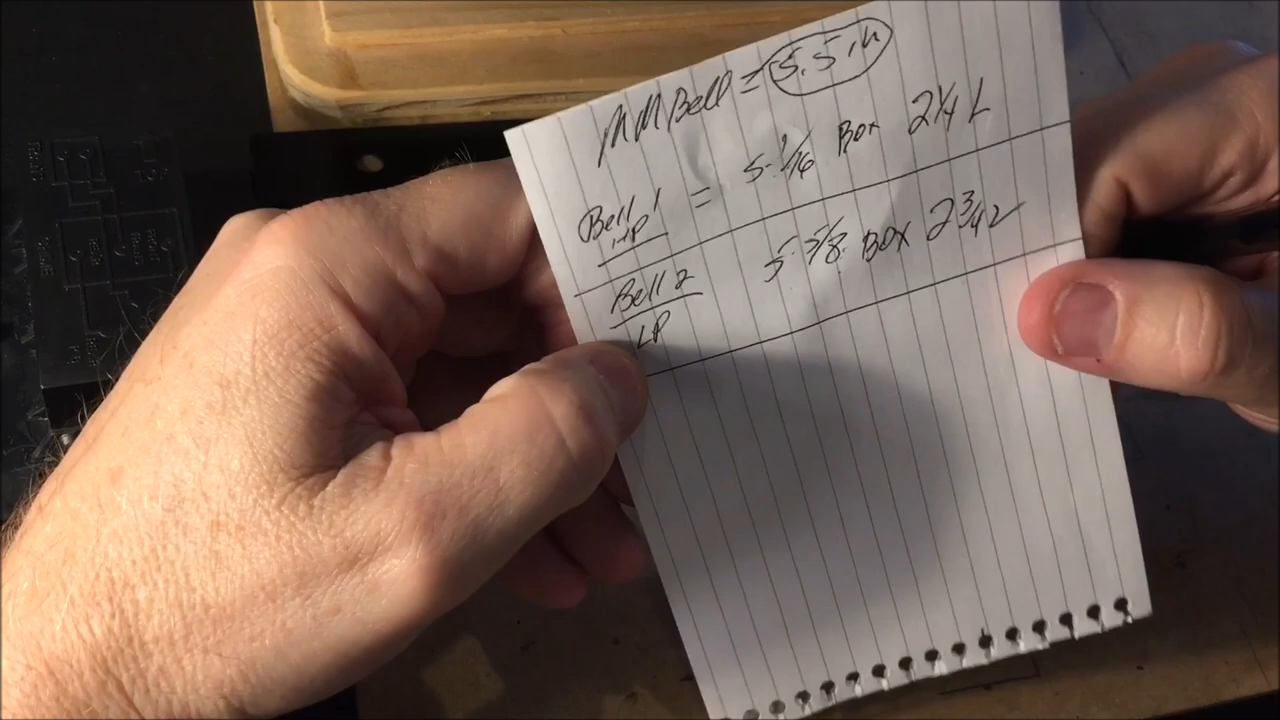 MM Bell = 5.5 in
Bell 1 = 5-1/16 BOX 2 1/4 L
HP
Bell 2 5-5/8 BOX 2 3/4 L
LP